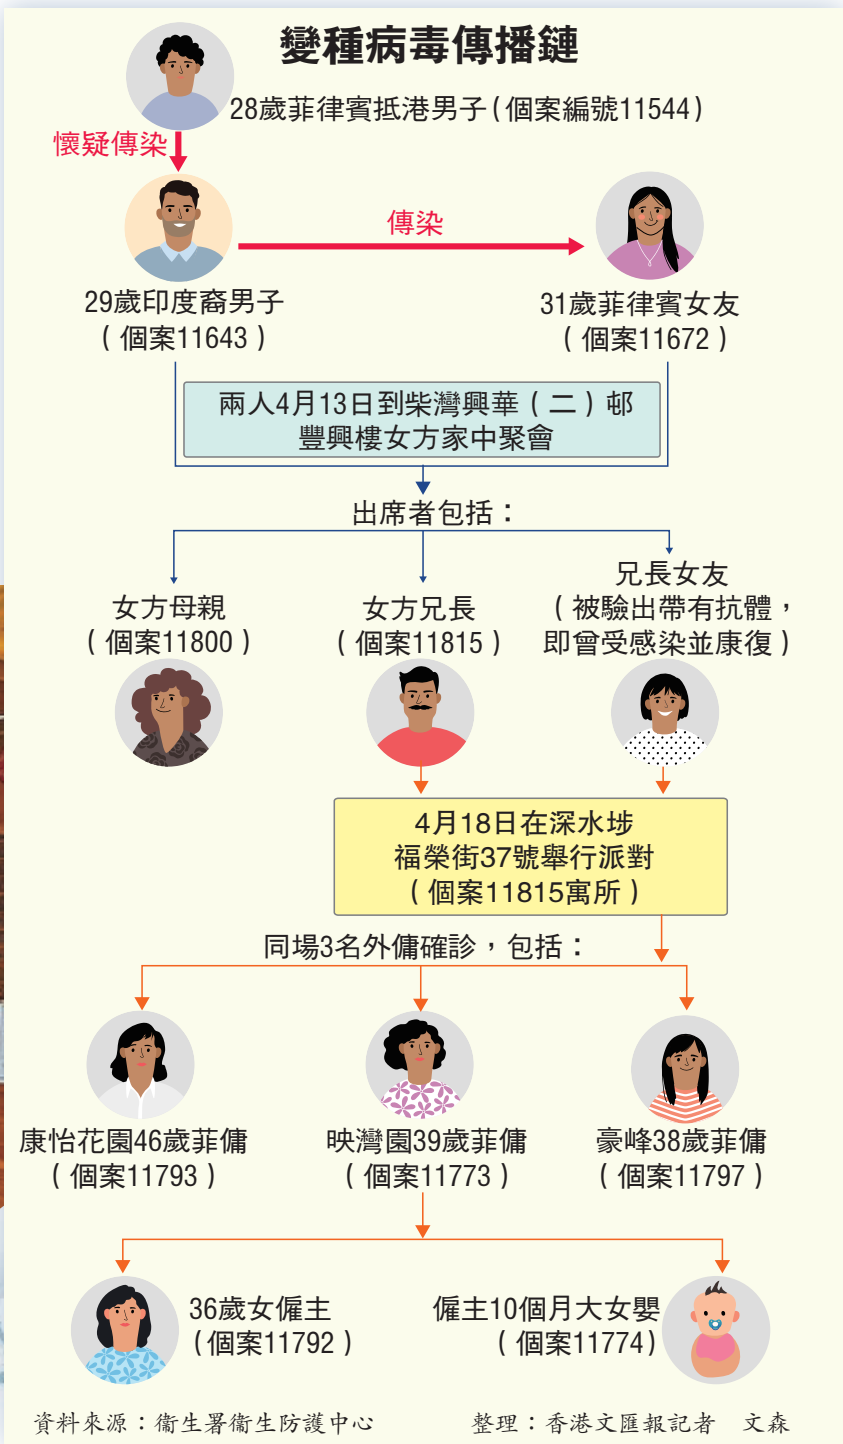 變種病毒傳播鏈
28歲菲律賓抵港男子(個案編號11544)
懷疑傳染
傳染
29歲印度裔男子
(個案11643)
31歲菲律賓女友
(個案11672)
兩人4月13日到柴灣興華(二)邨
豐興樓女方家中聚會
出席者包括：
女方母親
(個案11800)
女方兄長
(個案11815)
兄長女友
(被驗出帶有抗體，
即曾受感染並康復)
4月18日在深水埗
福榮街37號舉行派對
(個案11815寓所)
同場3名外傭確診，包括：
康怡花園46歲菲傭
(個案11793)
映灣園39歲菲傭
(個案11773)
豪峰38歲菲傭
(個案11797)
36歲女僱主
(個案11792)
僱主10個月大女嬰
(個案11774)
資料來源：衞生署衞生防護中心
整理：香港文匯報記者　文森